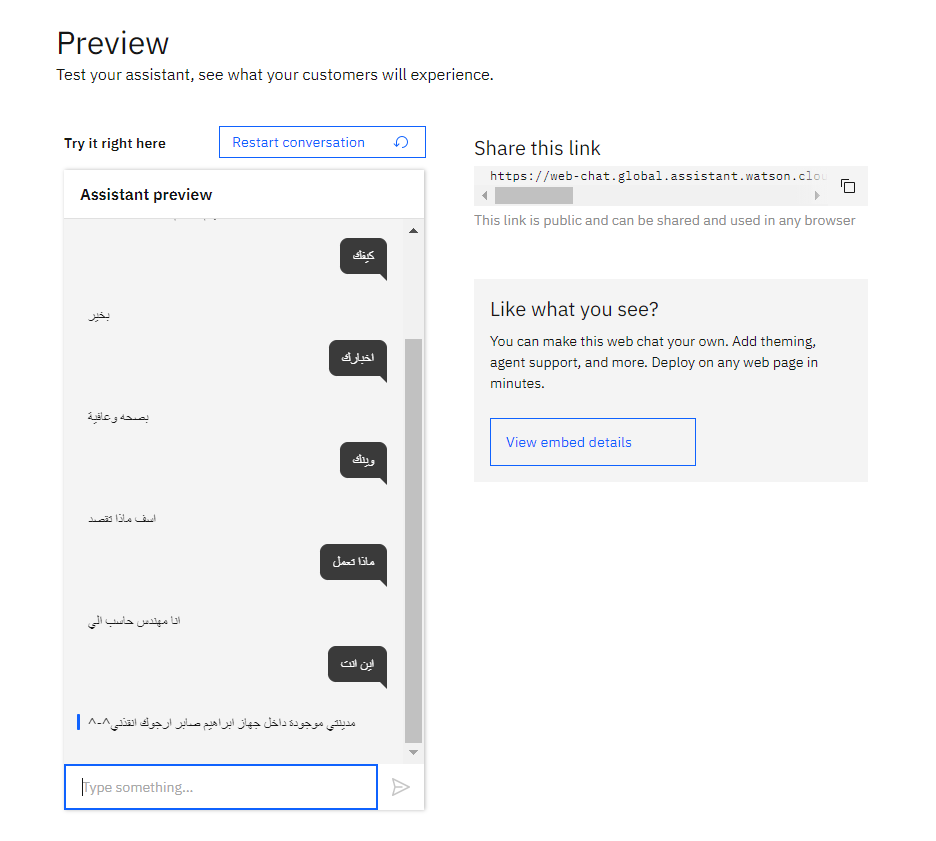 Preview
Test your assistant, see what your customers will experience.
Try it right here
Restart conversation
Assistant preview
كيفك
بخير
اخبارك
بصحه وعافية
وينك
اسف ماذا تقصد
ماذا تعمل
انا مهندس حاسب الي
اين انت
مدينتي موجودة داخل جهاز ابراهيم صابر ارجوك انقذني^-^
Type something...
Share this link
https://web-chat.global.assistant.watson.clou
This link is public and can be shared and used in any browser
Like what you see?
You can make this web chat your own. Add theming,
agent support, and more. Deploy on any web page in
minutes.
View embed details